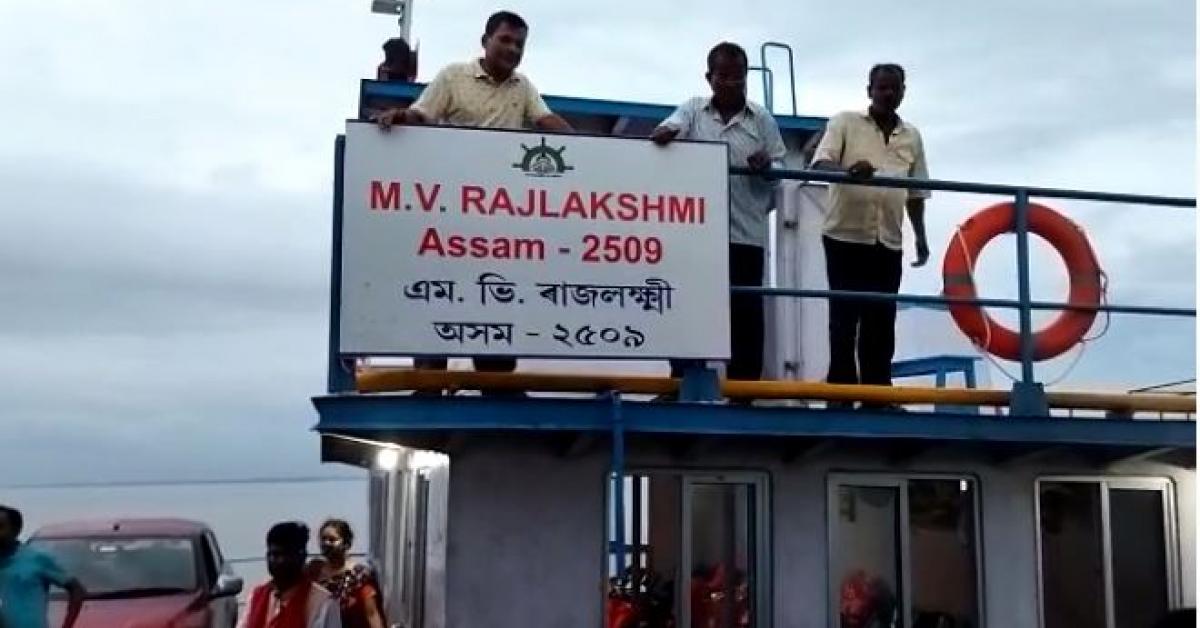 M.V. RAJLAKSHMI
Assam - 2509
এম. ভি. ৰাজলক্ষ্মী
অসম - ২৫০৯